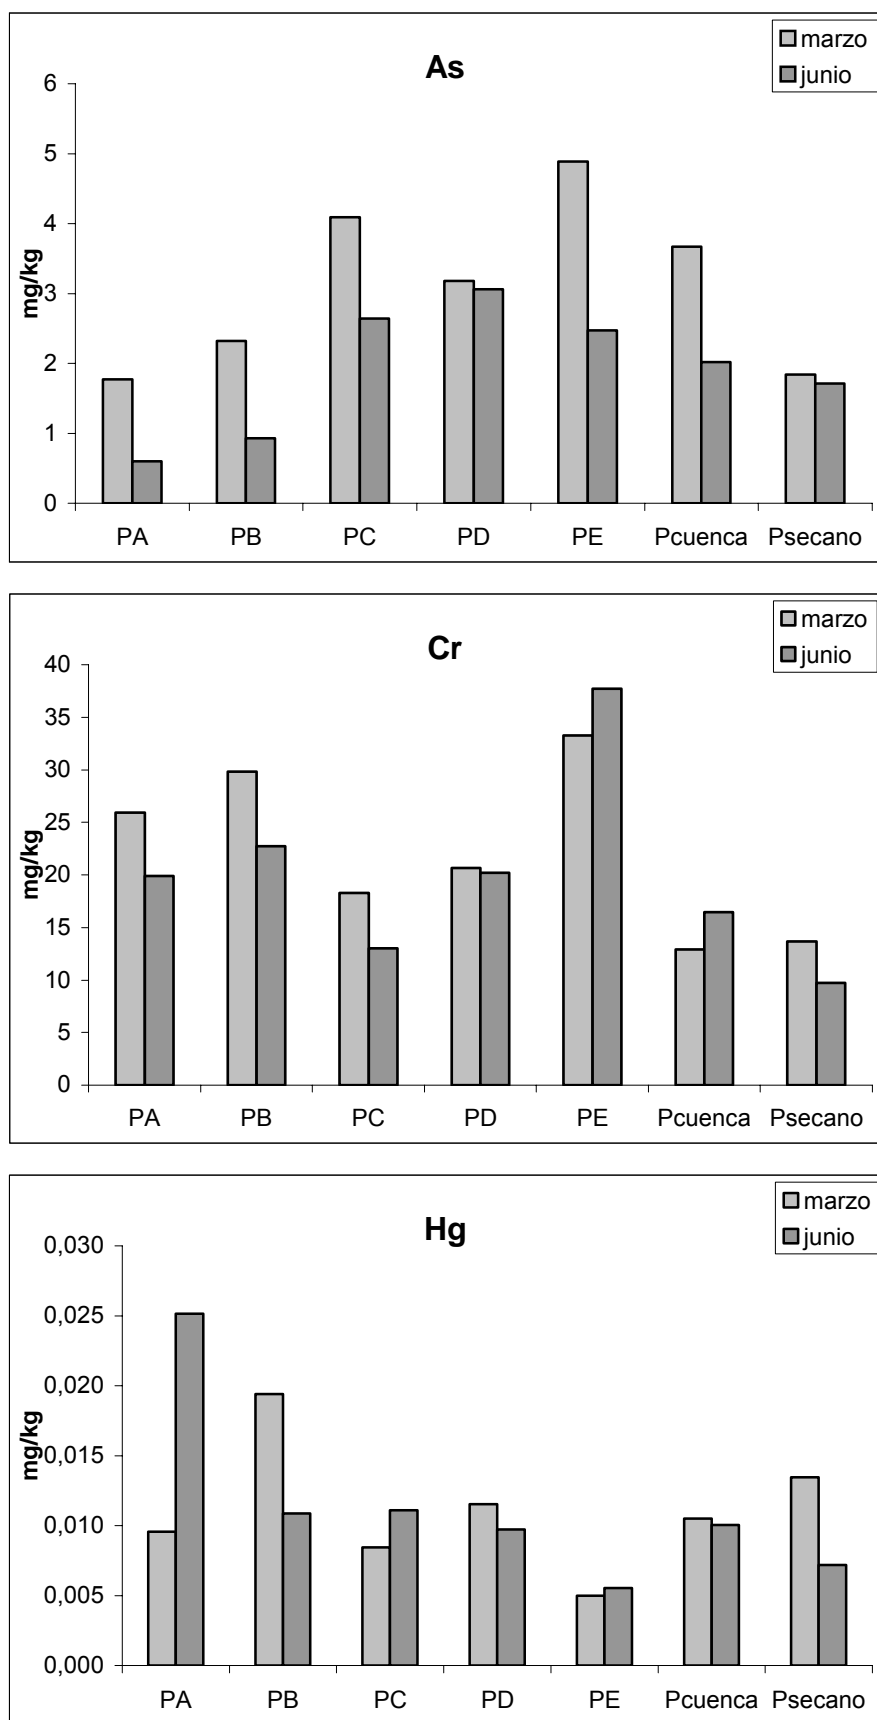 As
marzo
junio
mg/kg
6
5
4
3
2
1
0
PA PB PC PD PE Pcuenca Psecano
Cr
marzo
junio
mg/kg
40
35
30
25
20
15
10
5
0
PA PB PC PD PE Pcuenca Psecano
Hg
marzo
junio
mg/kg
0,030
0,025
0,020
0,015
0,010
0,005
0,000
PA PB PC PD PE Pcuenca Psecano